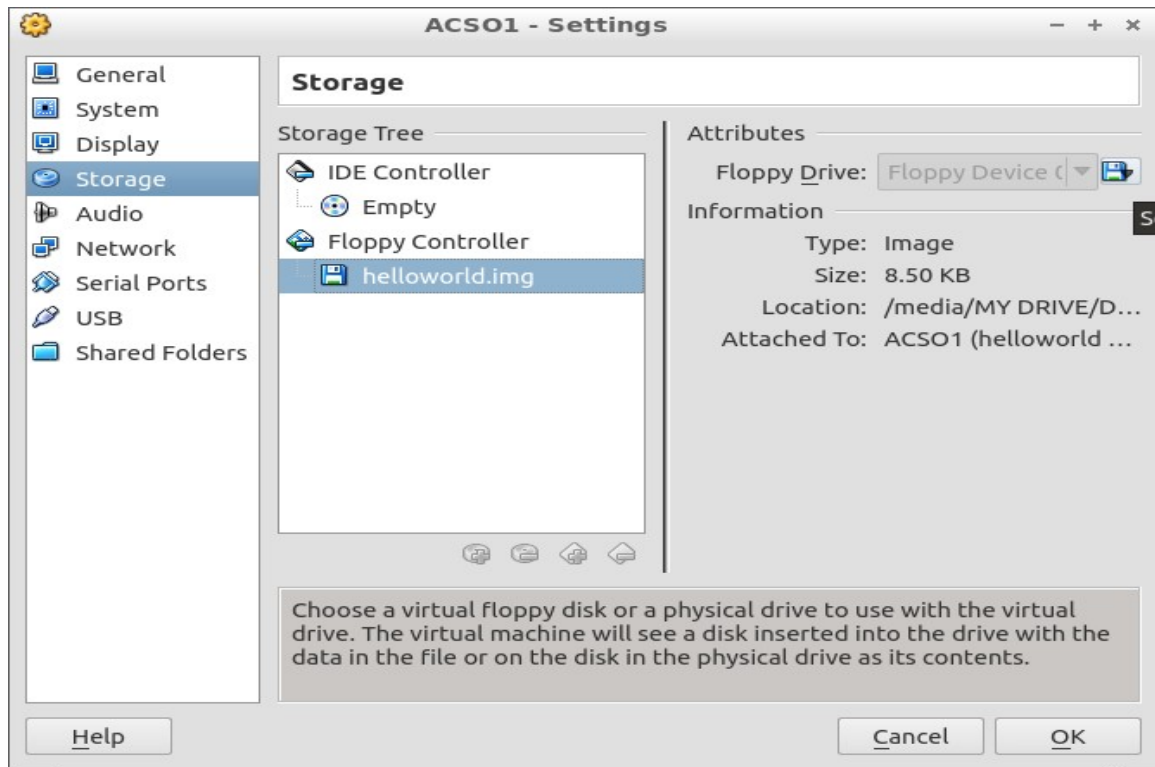 ACSO1 - Settings
General
System
Display
Storage
Audio
Network
Serial Ports
USB
Shared Folders
Storage
Storage Tree
IDE Controller
Empty
Floppy Controller
helloworld.img
Attributes
Floppy Drive: Floppy Device
Information
Type: Image
Size: 8.50 KB
Location: /media/MY DRIVE/D...
Attached To: ACSO1 (helloworld ...
Choose a virtual floppy disk or a physical drive to use with the virtual
drive. The virtual machine will see a disk inserted into the drive with the
data in the file or on the disk in the physical drive as its contents.
Help
Cancel
OK